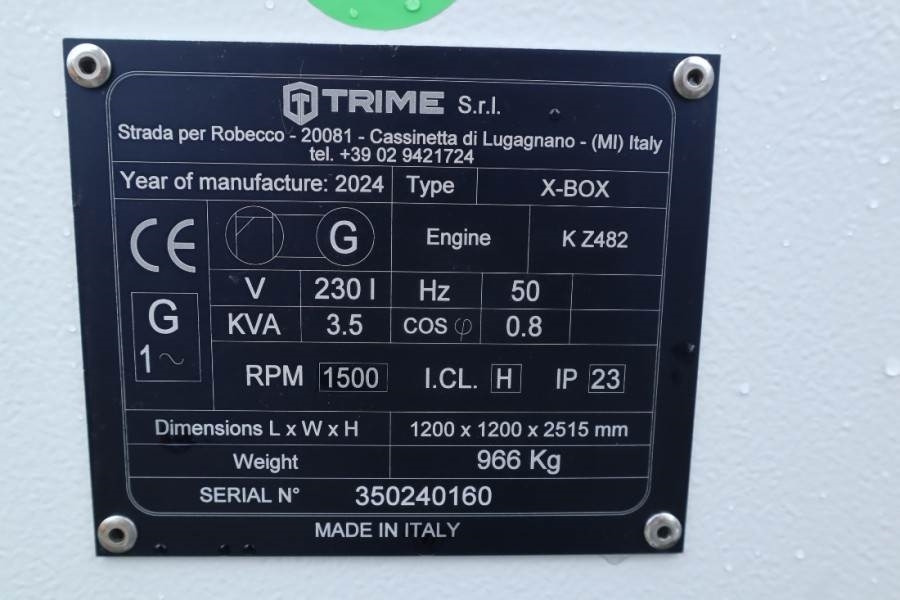 TRIME S.r.l.
Strada per Robecco - 20081 - Cassinetta di Lugagnano - (MI) Italy
tel. +39 02 9421724
Year of manufacture: 2024 Type X-BOX
CE G Engine K Z482
V 230 I Hz 50
G KVA 3.5 COS φ 0.8
1~ RPM 1500 I.CL. H IP 23
Dimensions L x W x H 1200 x 1200 x 2515 mm
Weight 966 Kg
SERIAL N° 350240160
MADE IN ITALY